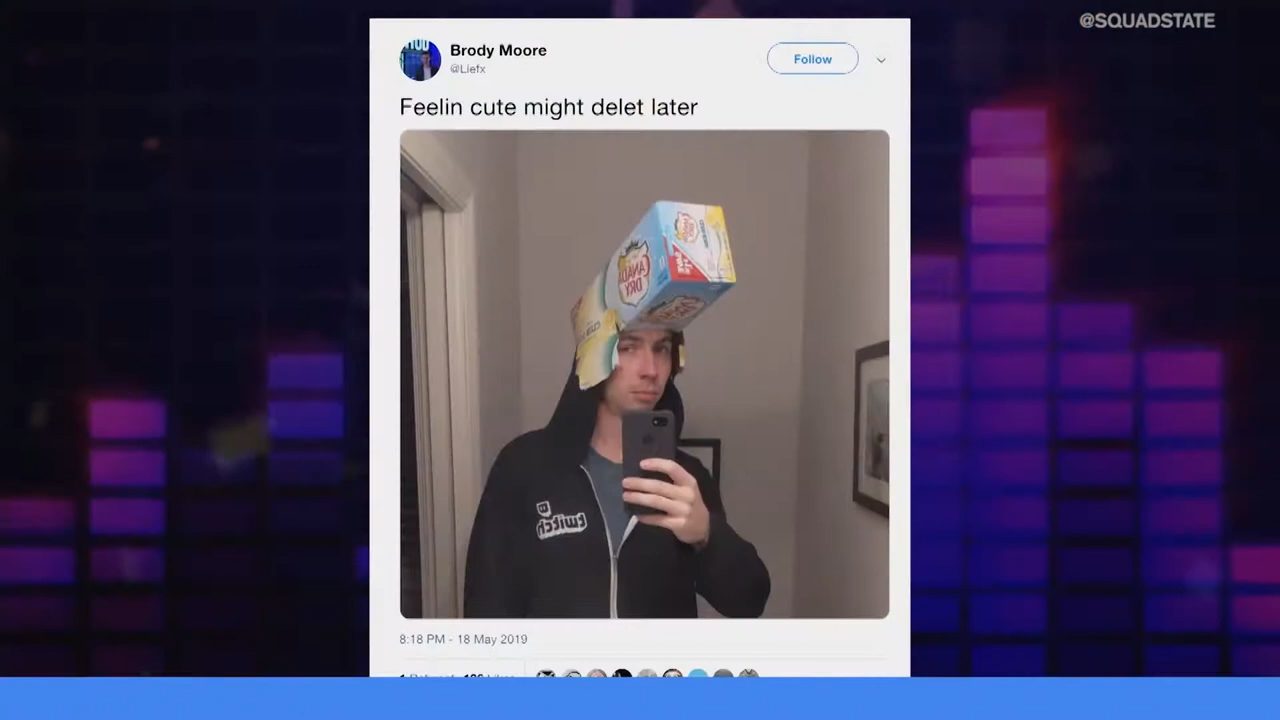 @SQUADSTATE
Brody Moore
@Liefx
Follow
Feelin cute might delet later
CANADA
DRY
twitch
8:18 PM - 18 May 2019